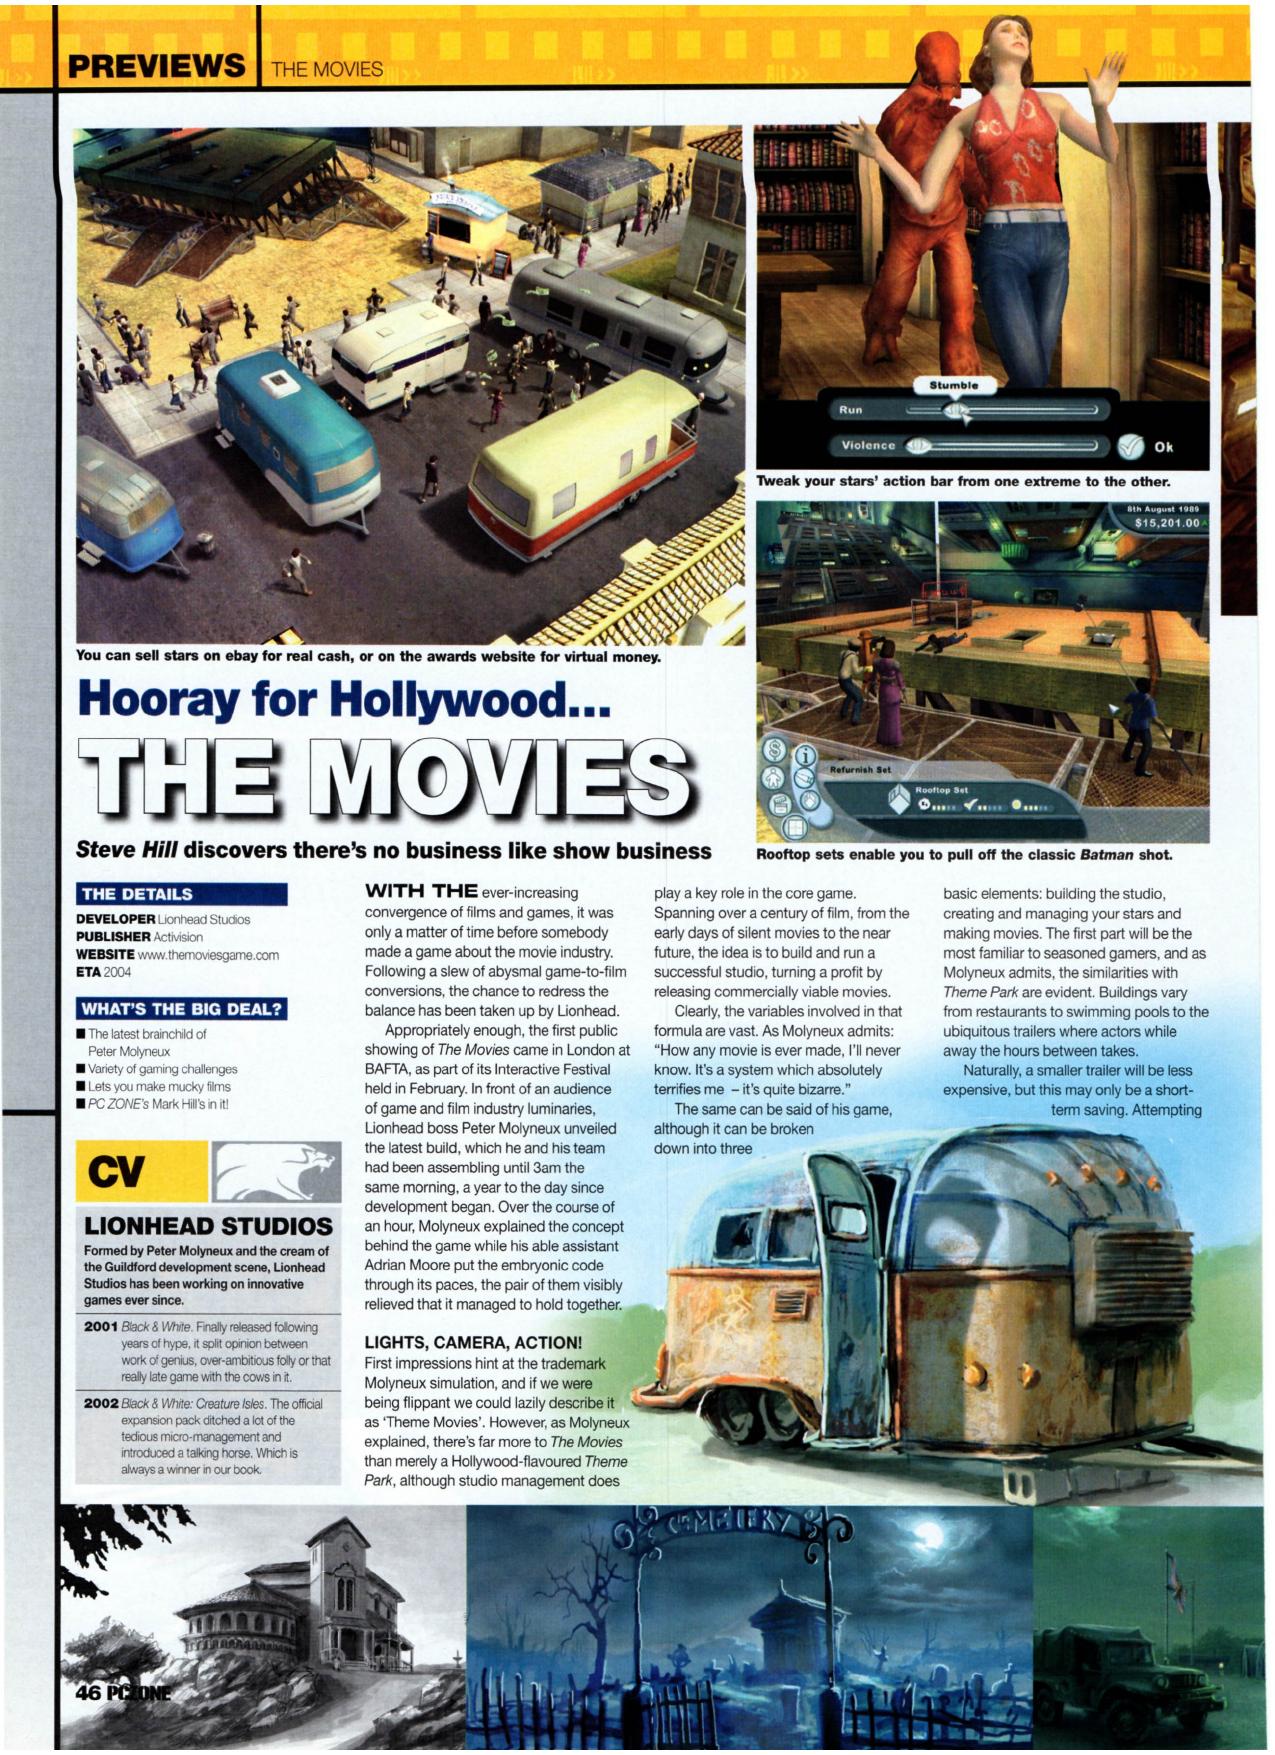 PREVIEWS
THE MOVIES
Stumble
Run
Violence
Ok
Tweak your stars' action bar from one extreme to the other.
You can sell stars on ebay for real cash, or on the awards website for virtual money.
8th August 1989
$15,201.00
Refurnish Set
Rooftop Set
Rooftop sets enable you to pull off the classic Batman shot.
Hooray for Hollywood...
THE MOVIES
Steve Hill discovers there's no business like show business
THE DETAILS
DEVELOPER Lionhead Studios
PUBLISHER Activision
WEBSITE www.themoviesgame.com
ETA 2004
WHAT'S THE BIG DEAL?
■ The latest brainchild of
Peter Molyneux
■ Variety of gaming challenges
■ Lets you make mucky films
■ PC ZONE's Mark Hill's in it!
CV
LIONHEAD STUDIOS
Formed by Peter Molyneux and the cream of
the Guildford development scene, Lionhead
Studios has been working on innovative
games ever since.
2001 Black & White. Finally released following
years of hype, it split opinion between
work of genius, over-ambitious folly or that
really late game with the cows in it.
2002 Black & White: Creature Isles. The official
expansion pack ditched a lot of the
tedious micro-management and
introduced a talking horse. Which is
always a winner in our book.
WITH THE ever-increasing
convergence of films and games, it was
only a matter of time before somebody
made a game about the movie industry.
Following a slew of abysmal game-to-film
conversions, the chance to redress the
balance has been taken up by Lionhead.
Appropriately enough, the first public
showing of The Movies came in London at
BAFTA, as part of its Interactive Festival
held in February. In front of an audience
of game and film industry luminaries,
Lionhead boss Peter Molyneux unveiled
the latest build, which he and his team
had been assembling until 3am the
same morning, a year to the day since
development began. Over the course of
an hour, Molyneux explained the concept
behind the game while his able assistant
Adrian Moore put the embryonic code
through its paces, the pair of them visibly
relieved that it managed to hold together.
LIGHTS, CAMERA, ACTION!
First impressions hint at the trademark
Molyneux simulation, and if we were
being flippant we could lazily describe it
as 'Theme Movies'. However, as Molyneux
explained, there's far more to The Movies
than merely a Hollywood-flavoured Theme
Park, although studio management does
play a key role in the core game.
Spanning over a century of film, from the
early days of silent movies to the near
future, the idea is to build and run a
successful studio, turning a profit by
releasing commercially viable movies.
Clearly, the variables involved in that
formula are vast. As Molyneux admits:
"How any movie is ever made, I'll never
know. It's a system which absolutely
terrifies me – it's quite bizarre."
The same can be said of his game,
although it can be broken
down into three
basic elements: building the studio,
creating and managing your stars and
making movies. The first part will be the
most familiar to seasoned gamers, and as
Molyneux admits, the similarities with
Theme Park are evident. Buildings vary
from restaurants to swimming pools to the
ubiquitous trailers where actors while
away the hours between takes.
Naturally, a smaller trailer will be less
expensive, but this may only be a short-
term saving. Attempting
CEMETERY
46 PCZONE